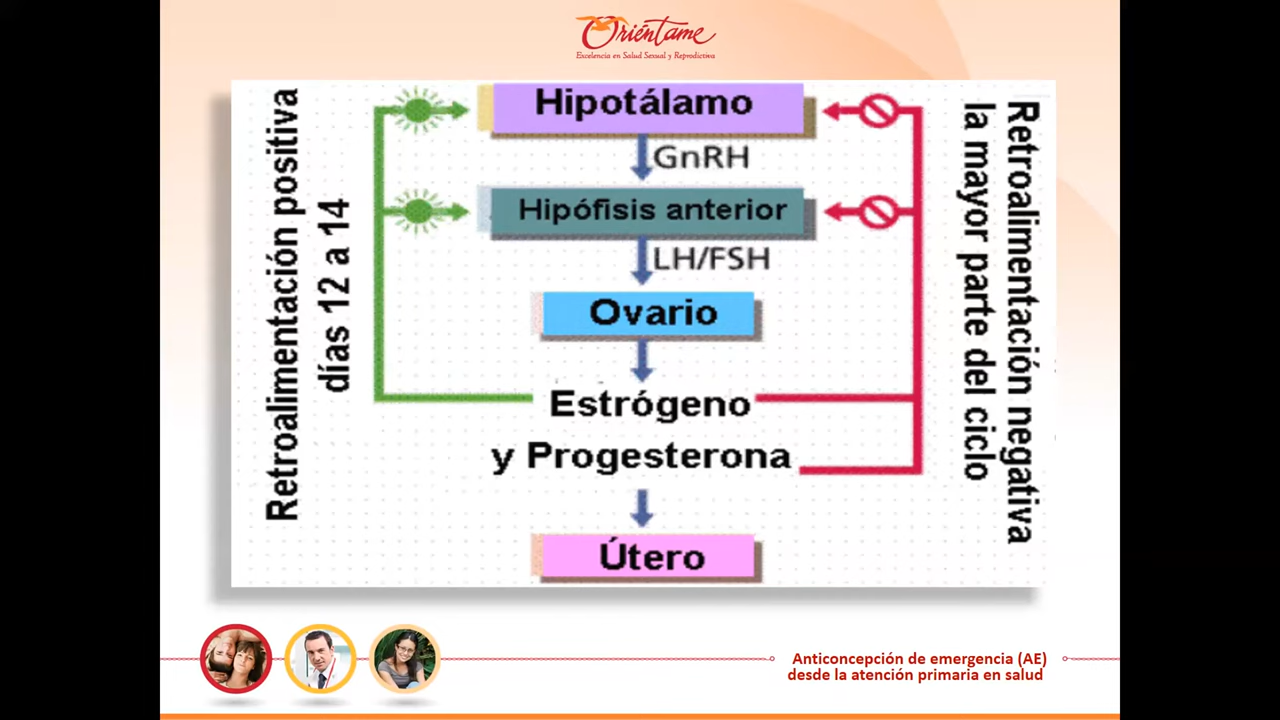 Oriéntame
Excelencia en Salud Sexual y Reproductiva
Retroalimentación positiva
días 12 a 14
Hipotálamo
GnRH
Hipófisis anterior
LH/FSH
Ovario
Estrógeno
y Progesterona
Útero
Retroalimentación negativa
la mayor parte del ciclo
Anticoncepción de emergencia (AE)
desde la atención primaria en salud